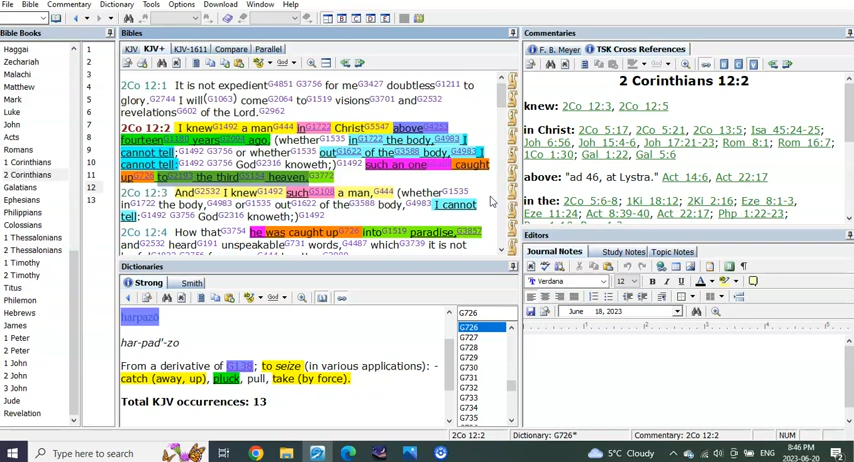 File Bible Commentary Dictionary Tools Options Download Window Help
Bible Books
Haggai
Zechariah
Malachi
Matthew
Mark
Luke
John
Acts
Romans
1 Corinthians
2 Corinthians
Galatians
Ephesians
Philippians
Colossians
1 Thessalonians
2 Thessalonians
1 Timothy
2 Timothy
Titus
Philemon
Hebrews
James
1 Peter
2 Peter
1 John
2 John
3 John
Jude
Revelation
1
2
3
4
5
6
7
8
9
10
11
12
13
Bibles
KJV KJV+ KJV-1611 Compare Parallel
2Co 12:1 It is not expedient G4851 G3756 for me G3427 doubtless G1211 to
glory. G2744 I will (G1063) come G2064 to G1519 visions G3701 and G2532
revelations G602 of the Lord. G2962
2Co 12:2 I knew G1492 a man G444 in G1722 Christ G5547 above G4253
fourteen G1180 years G2094 ago, (whether G1535 in G1722 the body, G4983 I
cannot tell; G1492 G3756 or whether G1535 out G1622 of the G3588 body, G4983 I
cannot tell: G1492 G3756 God G2316 knoweth;) G1492 such an one caught
up G726 to G2193 the third G5154 heaven. G3772
2Co 12:3 And G2532 I knew G1492 such G5108 a man, G444 (whether G1535
in G1722 the body, G4983 or G1535 out G1622 of the G3588 body, G4983 I cannot
tell: G1492 G3756 God G2316 knoweth;) G1492
2Co 12:4 How that G3754 he was caught up G726 into G1519 paradise, G3857
and G2532 heard G191 unspeakable G731 words, G4487 which G3739 it is not
Dictionaries
Strong Smith
harpazō
har-pad'-zo
From a derivative of G138; to seize (in various applications): -
catch (away, up), pluck, pull, take (by force).
Total KJV occurrences: 13
G726
G726
G727
G728
G729
G730
G731
G732
G733
G734
G735
Commentaries
F. B. Meyer TSK Cross References
2 Corinthians 12:2
knew: 2Co 12:3, 2Co 12:5
in Christ: 2Co 5:17, 2Co 5:21, 2Co 13:5, Isa 45:24-25;
Joh 6:56, Joh 15:4-6, Joh 17:21-23, Rom 8:1, Rom 16:7;
1Co 1:30; Gal 1:22, Gal 5:6
above: "ad 46, at Lystra." Act 14:6, Act 22:17
in the: 2Co 5:6-8; 1Ki 18:12; 2Ki 2:16; Eze 8:1-3,
Eze 11:24; Act 8:39-40, Act 22:17; Php 1:22-23;
Editors
Journal Notes Study Notes Topic Notes
Verdana 12 B I U
June 18, 2023
2Co 12:2 Dictionary: G726* Commentary: 2Co 12:2 NUM
Type here to search
5°C Cloudy ENG 8:46 PM
2023-06-20